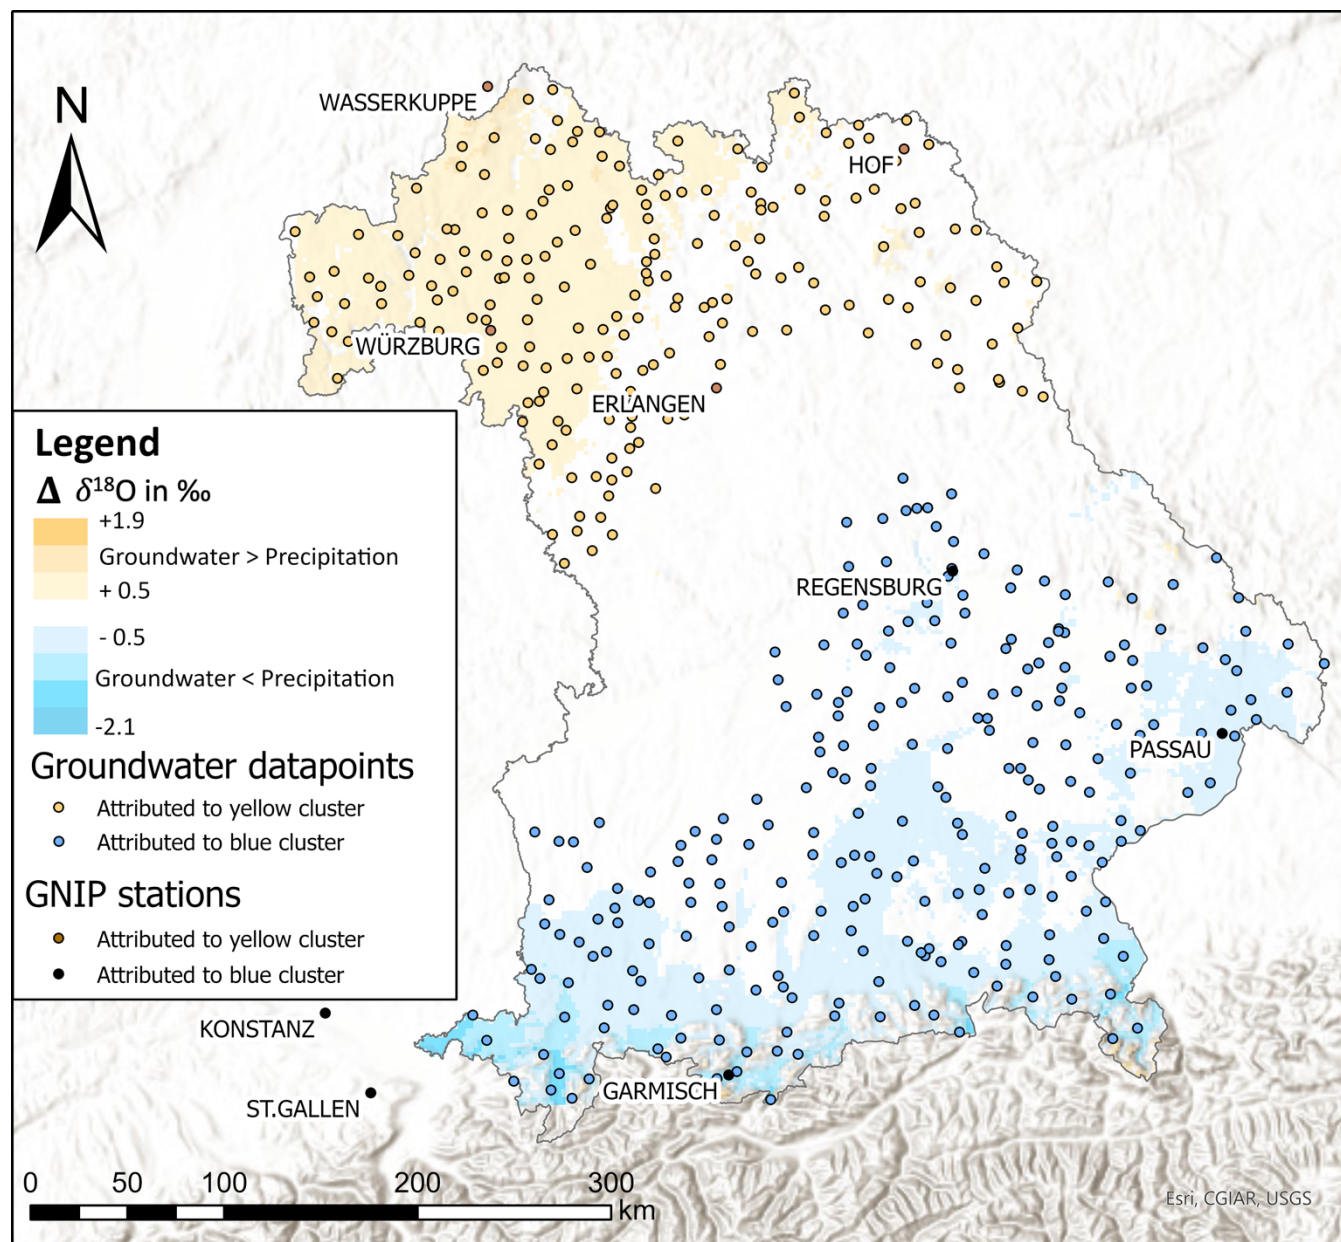 N
WASSERKUPPE
HOF
WÜRZBURG
ERLANGEN
Legend
Δ δ¹⁸O in ‰
+1.9
Groundwater > Precipitation
+ 0.5
- 0.5
Groundwater < Precipitation
-2.1
Groundwater datapoints
Attributed to yellow cluster
Attributed to blue cluster
GNIP stations
Attributed to yellow cluster
Attributed to blue cluster
REGENSBURG
PASSAU
KONSTANZ
ST.GALLEN
GARMISCH
0 50 100 200 300
km
Esri, CGIAR, USGS